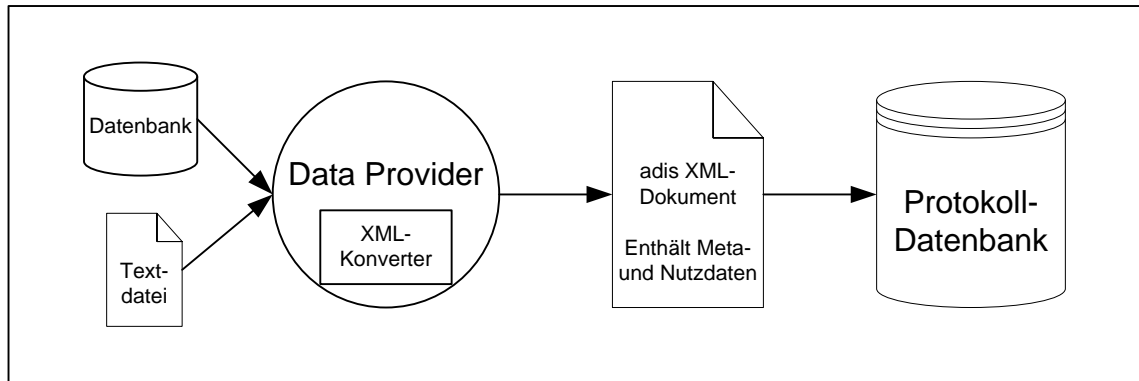 Datenbank
Text-
datei
Data Provider
XML-
Konverter
adis XML-
Dokument
Enthält Meta-
und Nutzdaten
Protokoll-
Datenbank